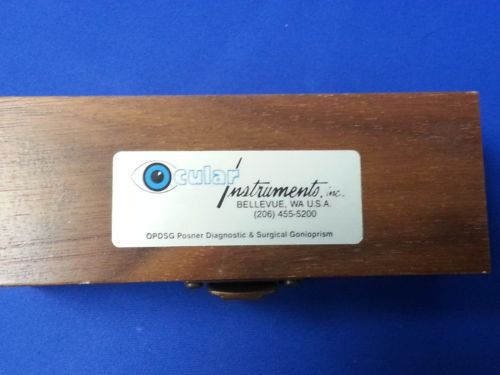 Ocular Instruments, inc.
BELLEVUE, WA U.S.A.
(206) 455-5200
OPDSG Posner Diagnostic & Surgical Gonioprism